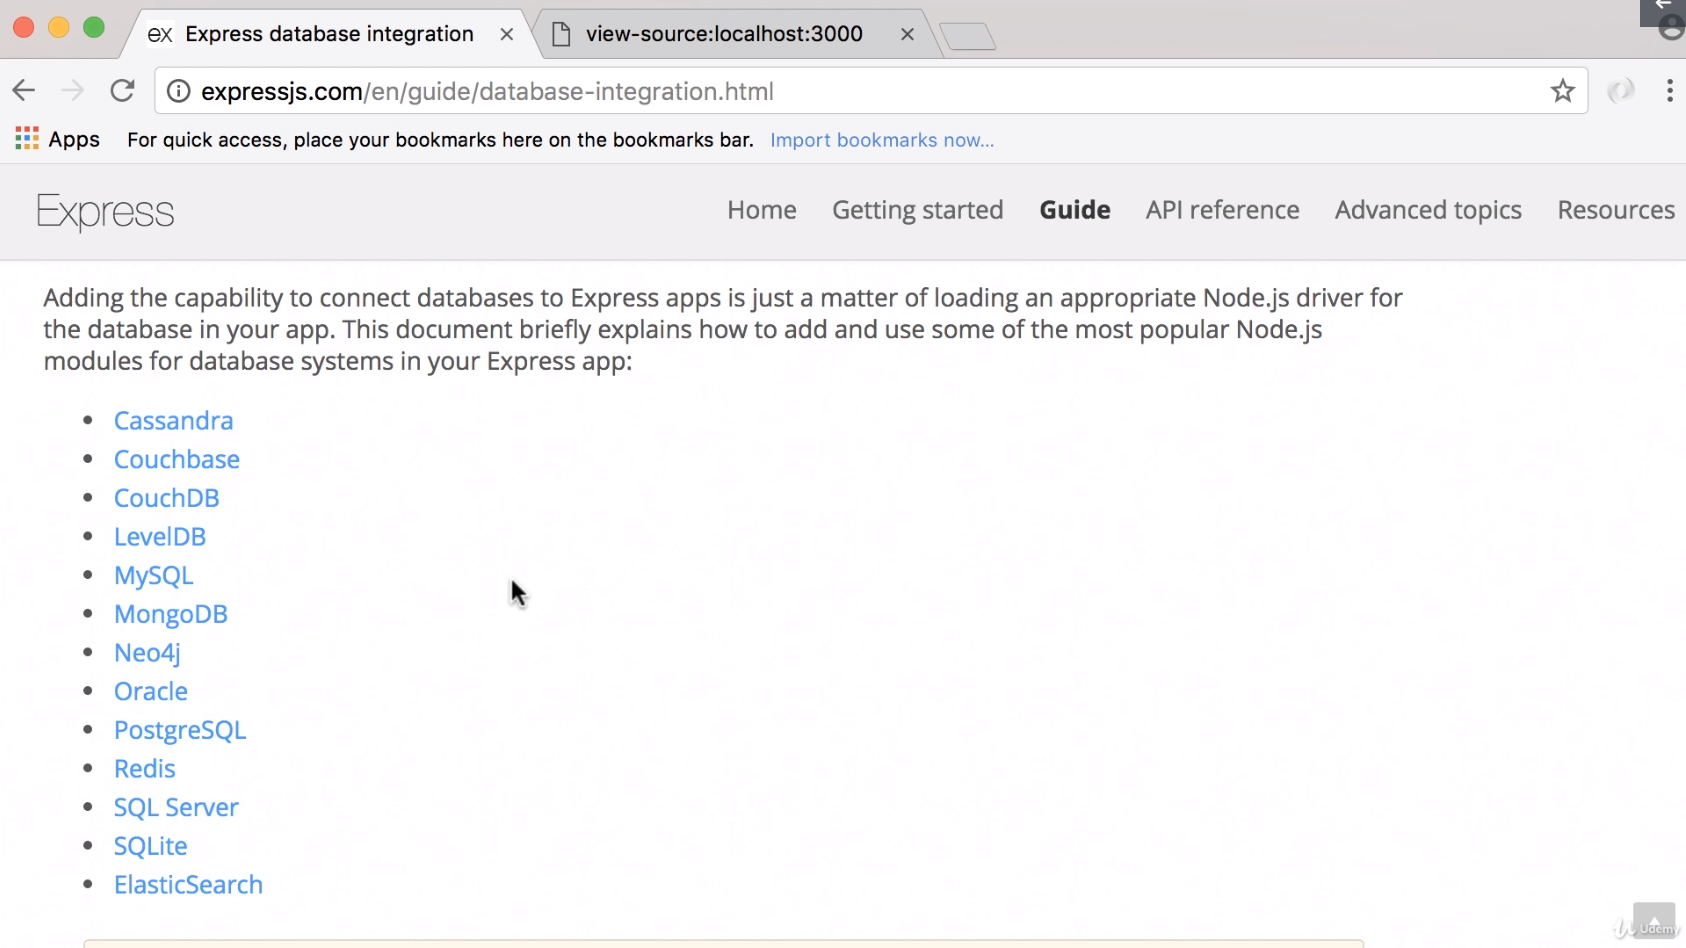 ex Express database integration
view-source:localhost:3000
expressjs.com/en/guide/database-integration.html
Apps For quick access, place your bookmarks here on the bookmarks bar. Import bookmarks now...
Express
Home Getting started Guide API reference Advanced topics Resources
Adding the capability to connect databases to Express apps is just a matter of loading an appropriate Node.js driver for
the database in your app. This document briefly explains how to add and use some of the most popular Node.js
modules for database systems in your Express app:
Cassandra
Couchbase
CouchDB
LevelDB
MySQL
MongoDB
Neo4j
Oracle
PostgreSQL
Redis
SQL Server
SQLite
ElasticSearch
Udemy